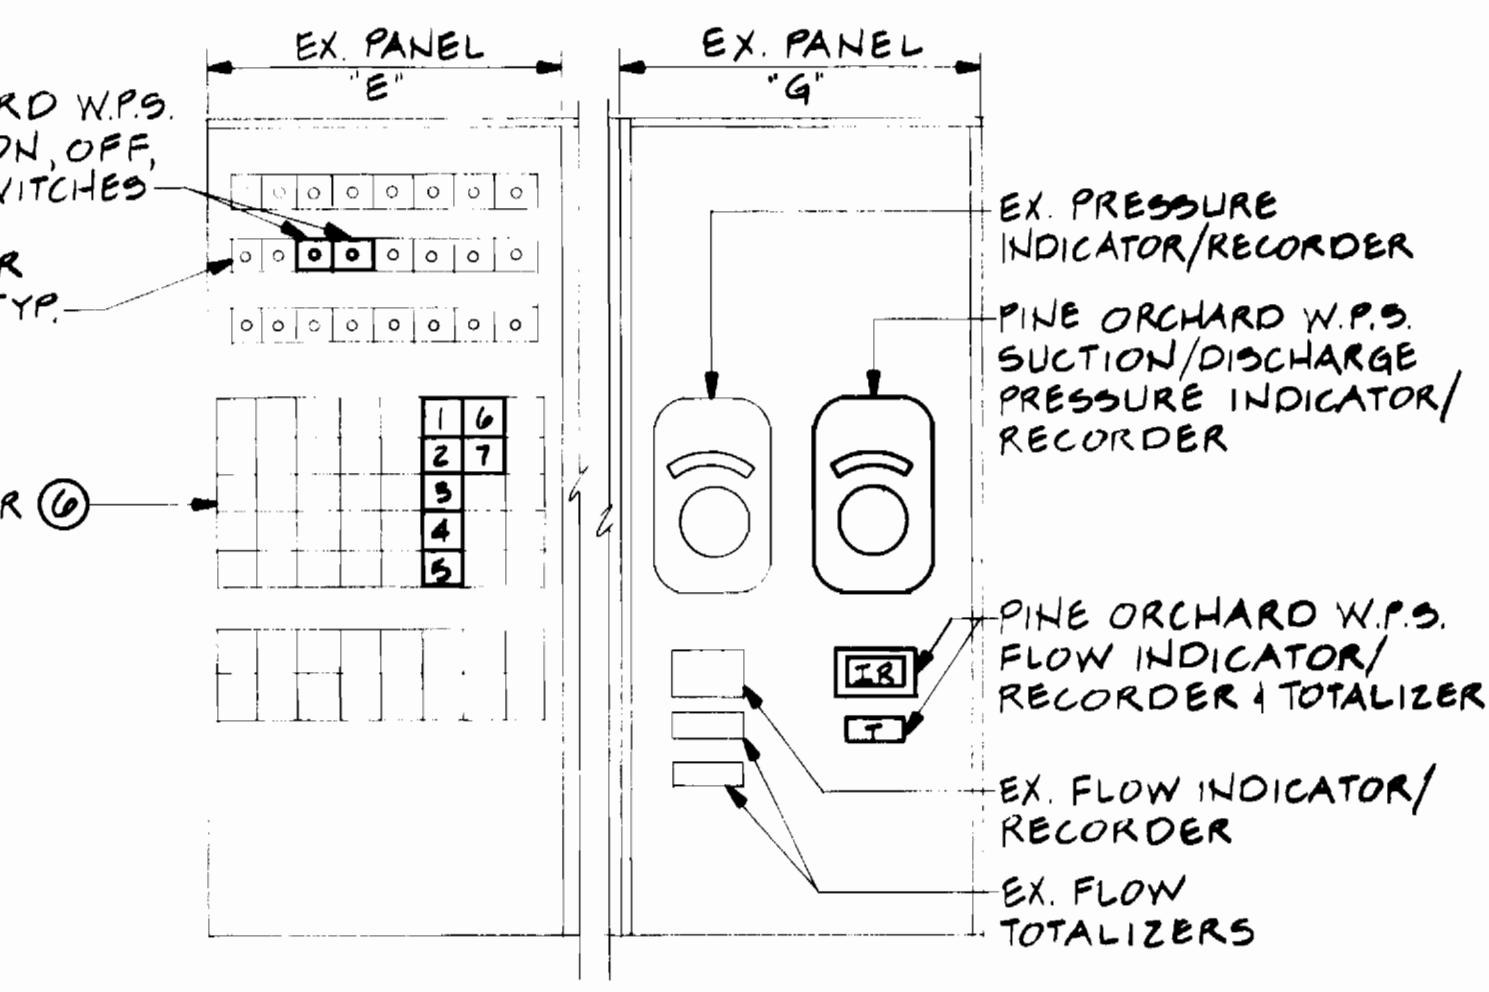 EX. PANEL
"E"
EX. PANEL
"G"
RD W.P.S.
ON, OFF,
WITCHES
R
TYP.
R 6
1 6
2 7
3
4
5
EX. PRESSURE
INDICATOR/RECORDER
PINE ORCHARD W.P.S.
SUCTION/DISCHARGE
PRESSURE INDICATOR/
RECORDER
IR
T
PINE ORCHARD W.P.S.
FLOW INDICATOR/
RECORDER & TOTALIZER
EX. FLOW INDICATOR/
RECORDER
EX. FLOW
TOTALIZERS